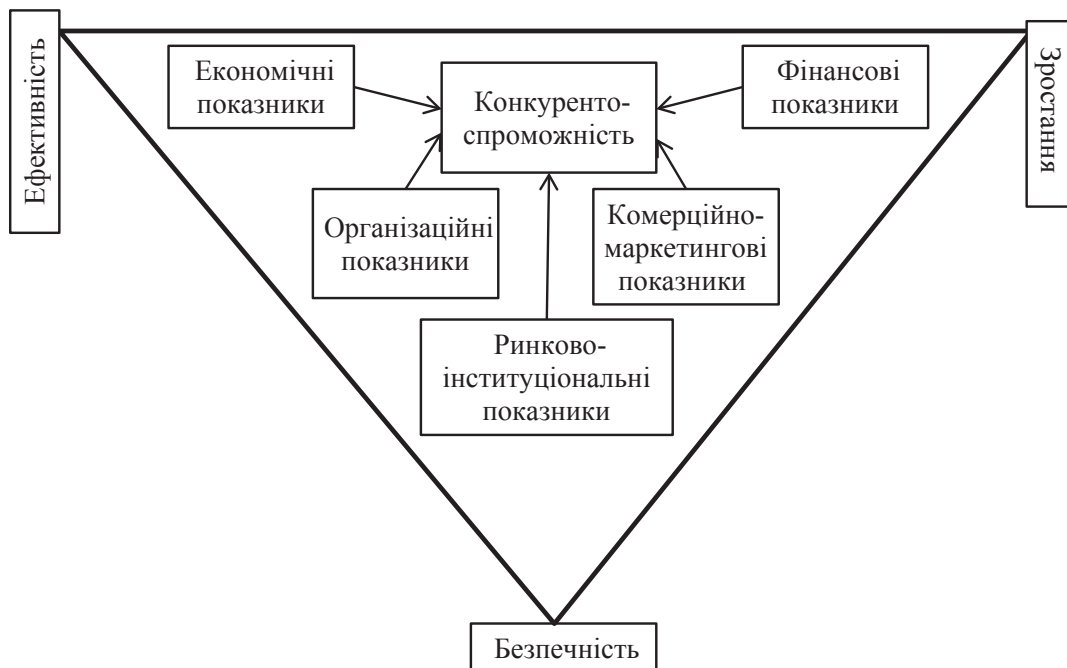 Ефективність
Економічні
показники
Конкуренто-
спроможність
Фінансові
показники
Зростання
Організаційні
показники
Комерційно-
маркетингові
показники
Ринково-
інституціональні
показники
Безпечність